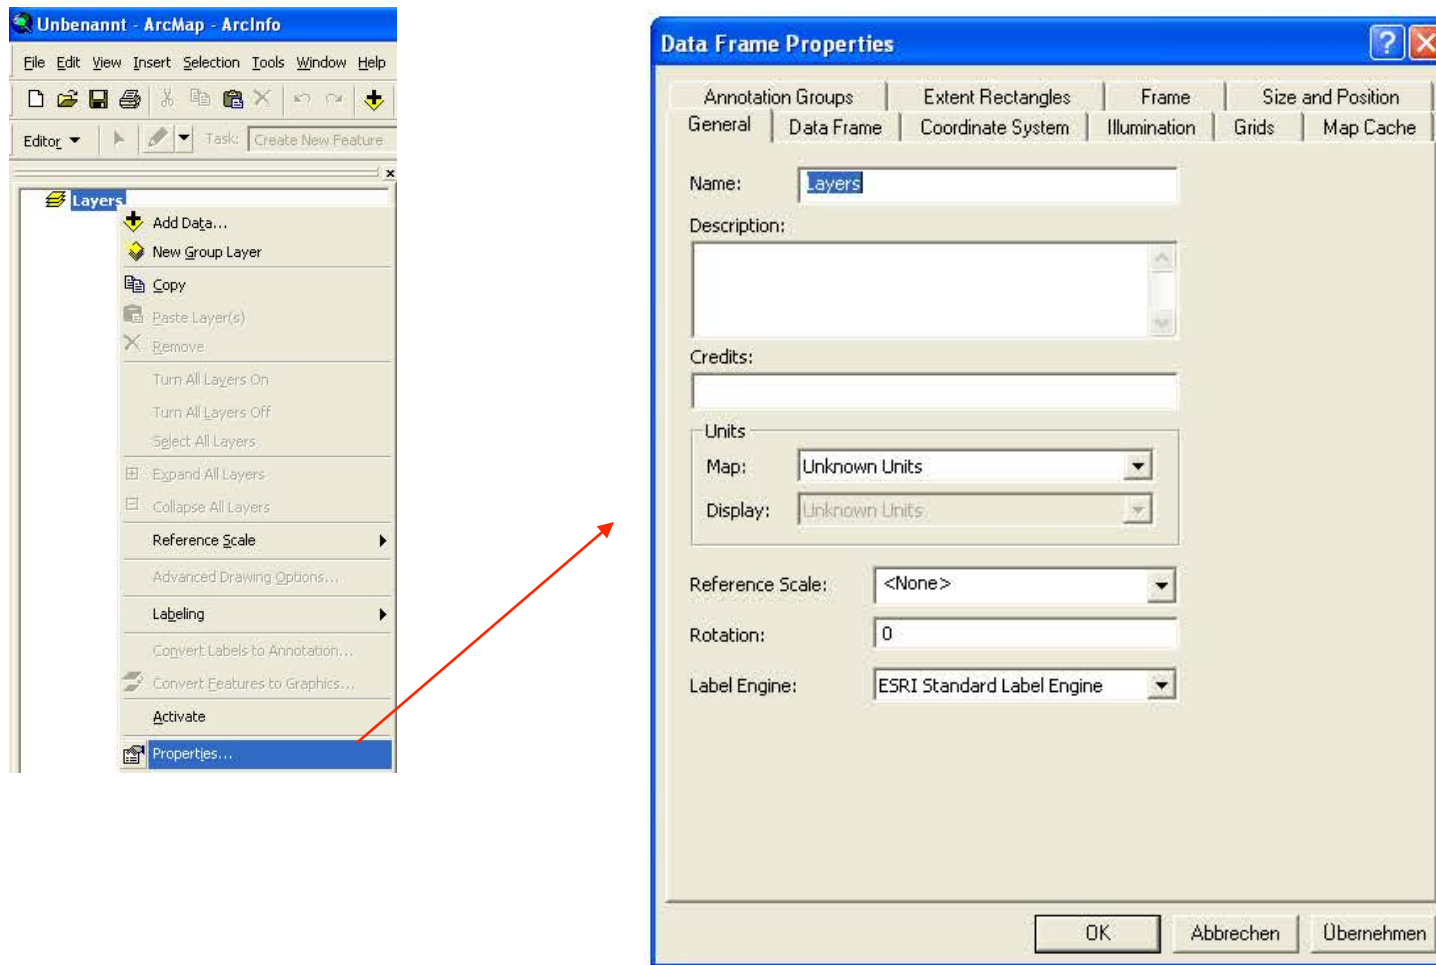 Unbenannt - ArcMap - ArcInfo
File Edit View Insert Selection Tools Window Help
Editor Task: Create New Feature
Layers
Add Data...
New Group Layer
Copy
Paste Layer(s)
Remove
Turn All Layers On
Turn All Layers Off
Select All Layers
Expand All Layers
Collapse All Layers
Reference Scale
Advanced Drawing Options...
Labeling
Convert Labels to Annotation...
Convert Features to Graphics...
Activate
Properties...
Data Frame Properties
Annotation Groups Extent Rectangles Frame Size and Position
General Data Frame Coordinate System Illumination Grids Map Cache
Name: Layers
Description:
Credits:
Units
Map: Unknown Units
Display: Unknown Units
Reference Scale: <None>
Rotation: 0
Label Engine: ESRI Standard Label Engine
OK Abbrechen Übernehmen